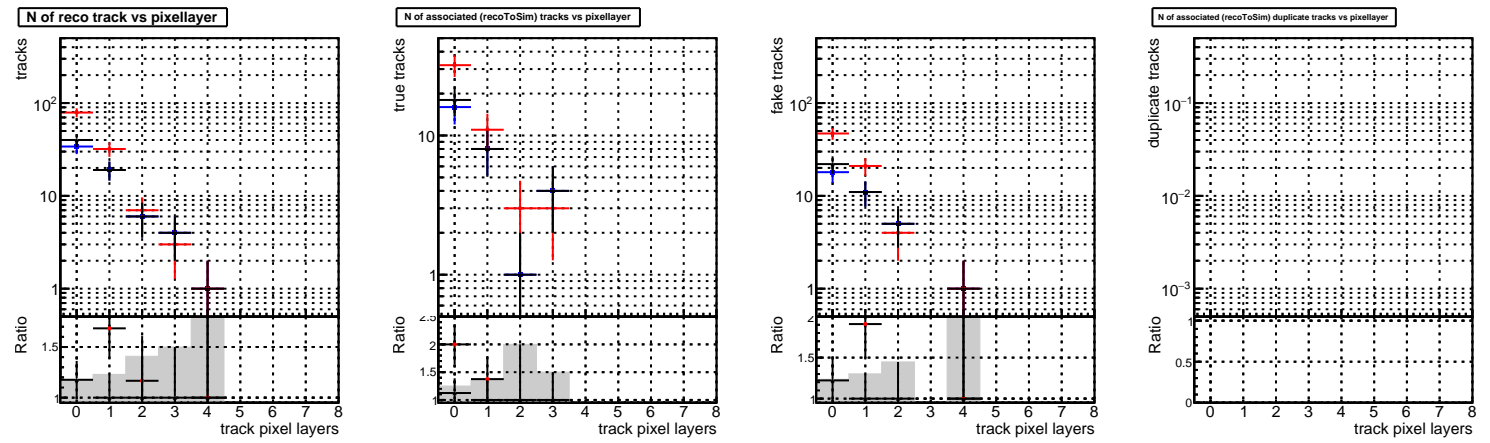 N of reco track vs pixellayer
tracks
10²
10
1
Ratio
1.5
1
0 1 2 3 4 5 6 7 8
track pixel layers
N of associated (recoToSim) tracks vs pixellayer
true tracks
10
1
Ratio
2.5
2
1.5
1
0 1 2 3 4 5 6 7 8
track pixel layers
fake tracks
10²
10
1
Ratio
2
1.5
1
0 1 2 3 4 5 6 7 8
track pixel layers
N of associated (recoToSim) duplicate tracks vs pixellayer
duplicate tracks
10⁻¹
10⁻²
10⁻³
Ratio
1
0.5
0
0 1 2 3 4 5 6 7 8
track pixel layers